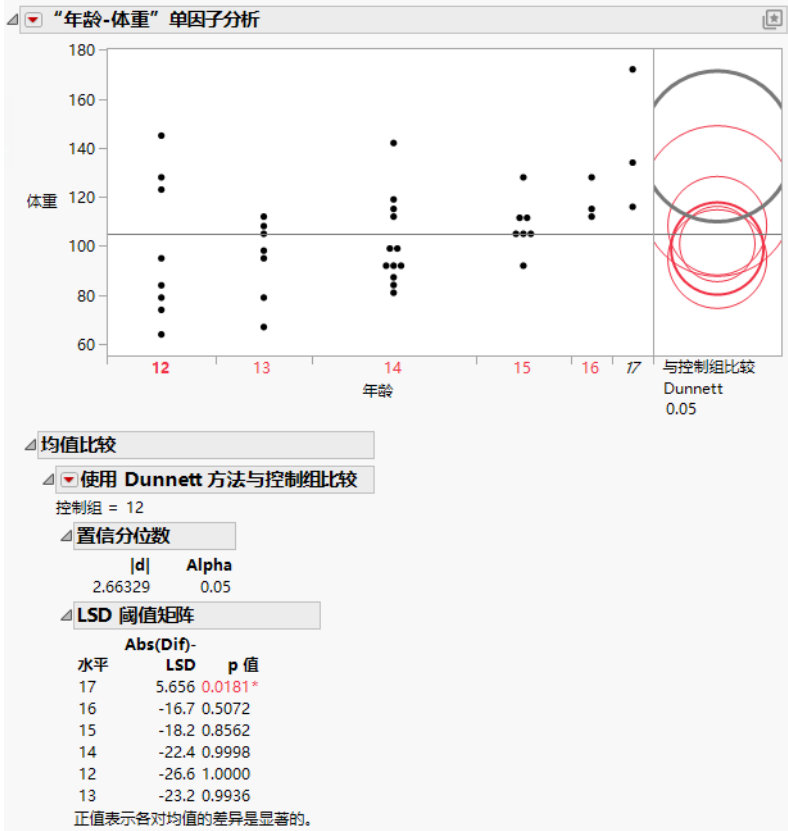 “年龄-体重”单因子分析
180
160
140
120
100
80
60
体重
12 13 14 15 16 17
年龄
与控制组比较
Dunnett
0.05
均值比较
使用 Dunnett 方法与控制组比较
控制组 = 12
置信分位数
|d| Alpha
2.66329 0.05
LSD 阈值矩阵
Abs(Dif)-
水平 LSD p 值
17 5.656 0.0181*
16 -16.7 0.5072
15 -18.2 0.8562
14 -22.4 0.9998
12 -26.6 1.0000
13 -23.2 0.9936
正值表示各对均值的差异是显著的。